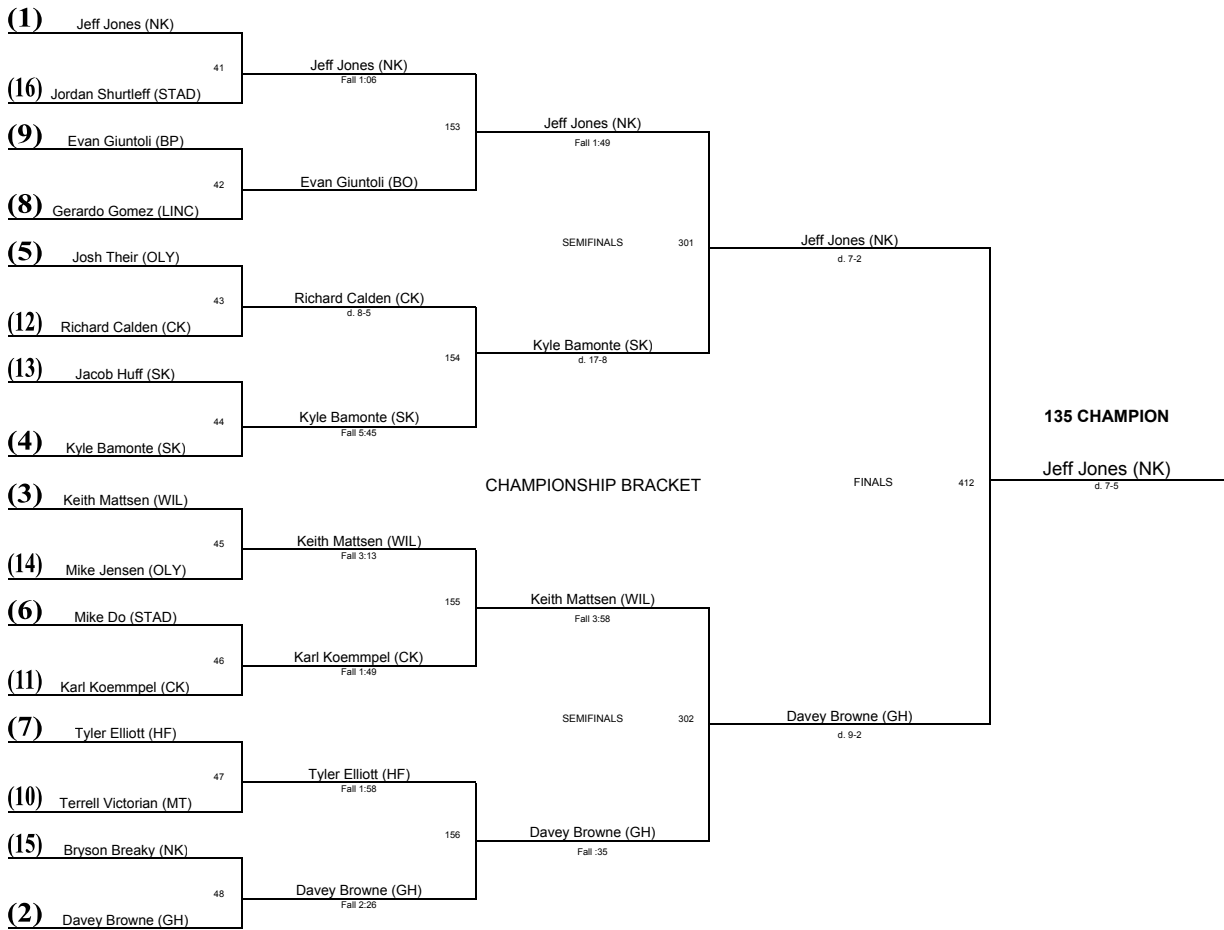 (1) Jeff Jones (NK)
41
(16) Jordan Shurtleff (STAD)
(9) Evan Giuntoli (BP)
42
(8) Gerardo Gomez (LINC)
(5) Josh Their (OLY)
43
(12) Richard Calden (CK)
(13) Jacob Huff (SK)
44
(4) Kyle Bamonte (SK)
(3) Keith Mattsen (WIL)
45
(14) Mike Jensen (OLY)
(6) Mike Do (STAD)
46
(11) Karl Koemmpel (CK)
(7) Tyler Elliott (HF)
47
(10) Terrell Victorian (MT)
(15) Bryson Breaky (NK)
48
(2) Davey Browne (GH)
Jeff Jones (NK)
Fall 1:06
153
Evan Giuntoli (BO)
Richard Calden (CK)
d. 8-5
154
Kyle Bamonte (SK)
Fall 5:45
Keith Mattsen (WIL)
Fall 3:13
155
Karl Koemmpel (CK)
Fall 1:49
Tyler Elliott (HF)
Fall 1:58
156
Davey Browne (GH)
Fall 2:26
Jeff Jones (NK)
Fall 1:49
SEMIFINALS 301
Kyle Bamonte (SK)
d. 17-8
CHAMPIONSHIP BRACKET
Keith Mattsen (WIL)
Fall 3:58
SEMIFINALS 302
Davey Browne (GH)
Fall :35
Jeff Jones (NK)
d. 7-2
FINALS 412
Davey Browne (GH)
d. 9-2
135 CHAMPION
Jeff Jones (NK)
d. 7-5